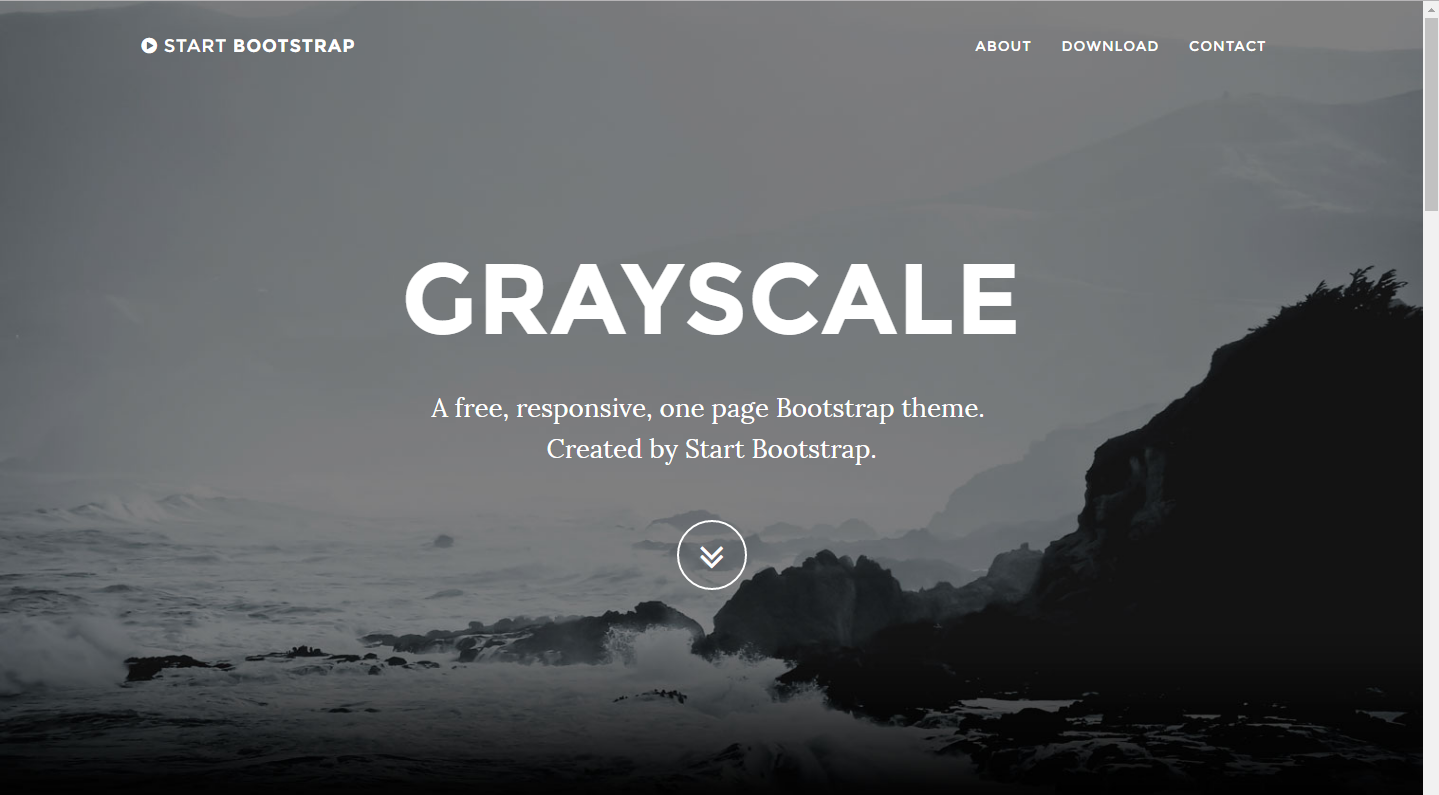 START BOOTSTRAP
ABOUT DOWNLOAD CONTACT
GRAYSCALE
A free, responsive, one page Bootstrap theme.
Created by Start Bootstrap.